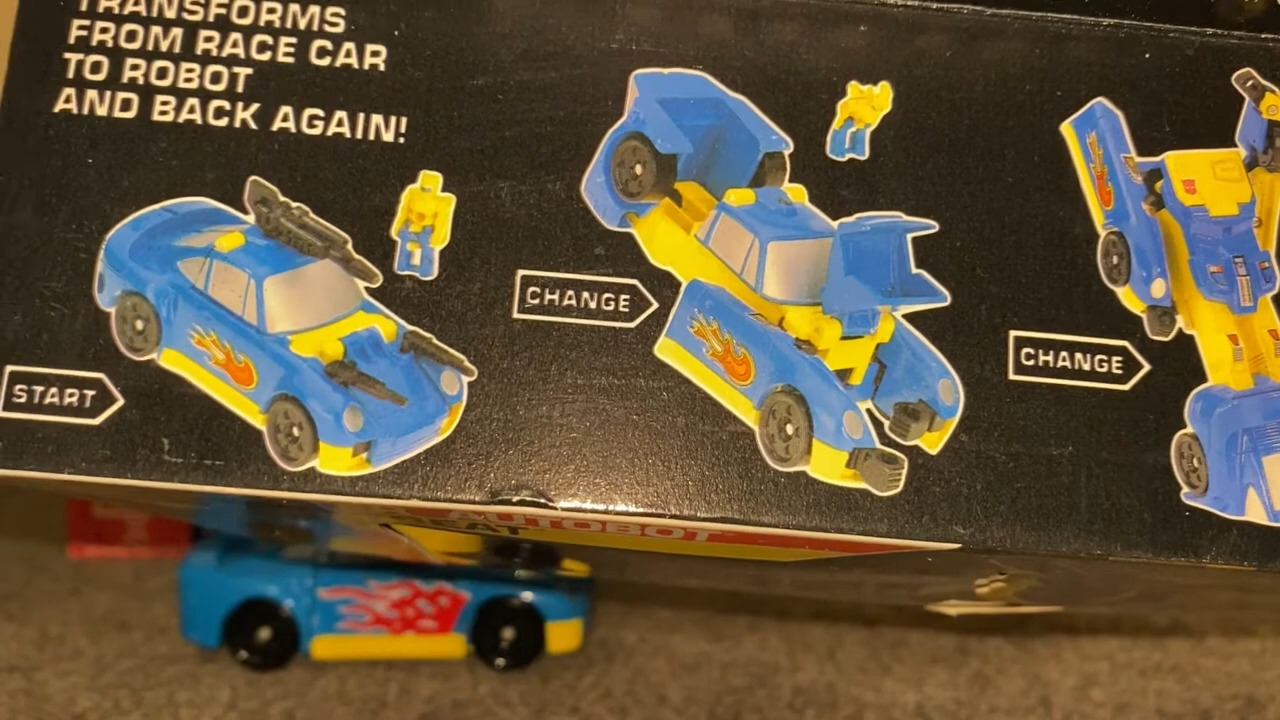 TRANSFORMS
FROM RACE CAR
TO ROBOT
AND BACK AGAIN!
START
CHANGE
CHANGE
AUTOBOT